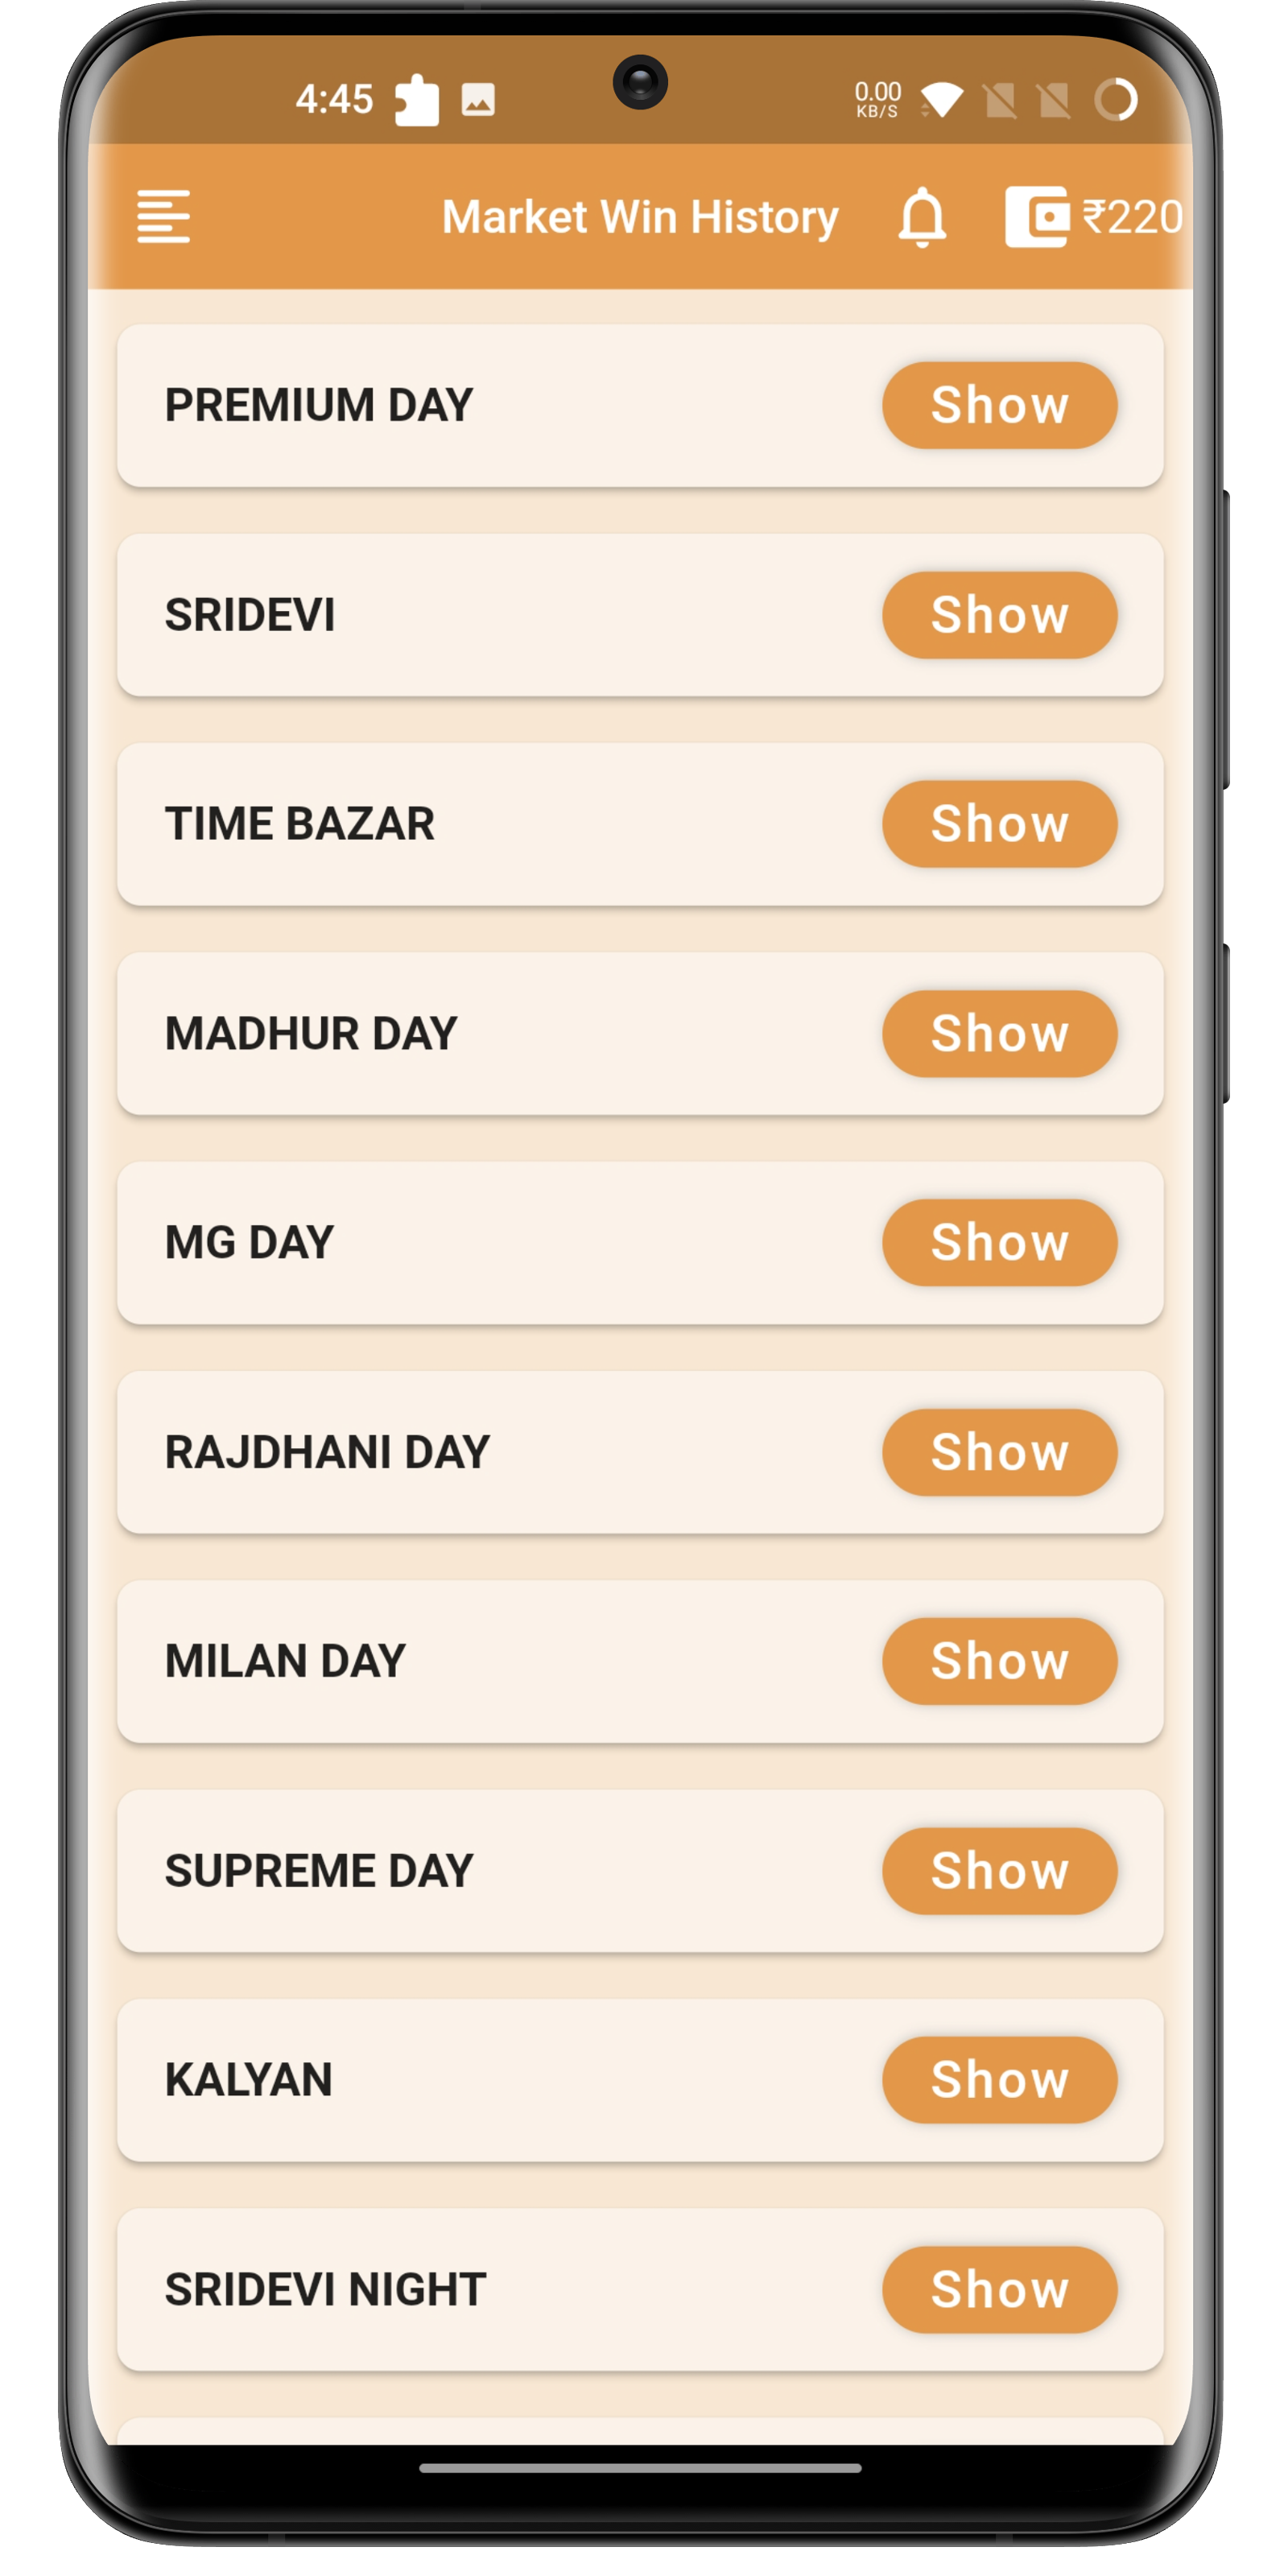 4:45
0.00
KB/S
Market Win History
₹220
PREMIUM DAY
Show
SRIDEVI
Show
TIME BAZAR
Show
MADHUR DAY
Show
MG DAY
Show
RAJDHANI DAY
Show
MILAN DAY
Show
SUPREME DAY
Show
KALYAN
Show
SRIDEVI NIGHT
Show